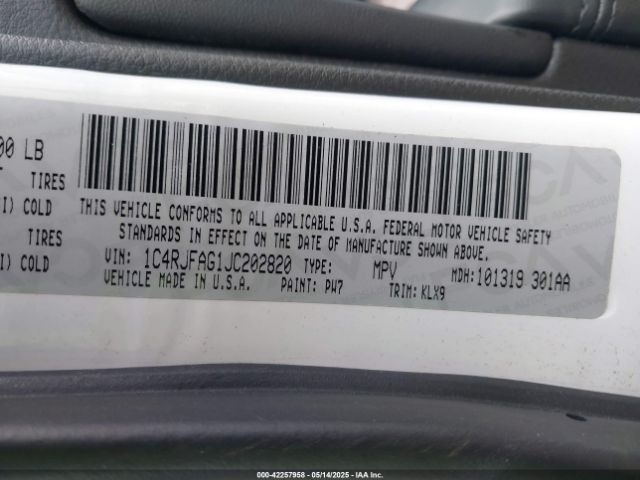 00 LB
TIRES
I) COLD
TIRES
I) COLD
THIS VEHICLE CONFORMS TO ALL APPLICABLE U.S.A. FEDERAL MOTOR VEHICLE SAFETY
STANDARDS IN EFFECT ON THE DATE OF MANUFACTURE SHOWN ABOVE.
VIN: 1C4RJFAG1JC202820 TYPE: MPV MDH:101319 301AA
VEHICLE MADE IN U.S.A. PAINT: PW7 TRIM: KLX9
000-42257958 | 05/14/2025 | IAA Inc.